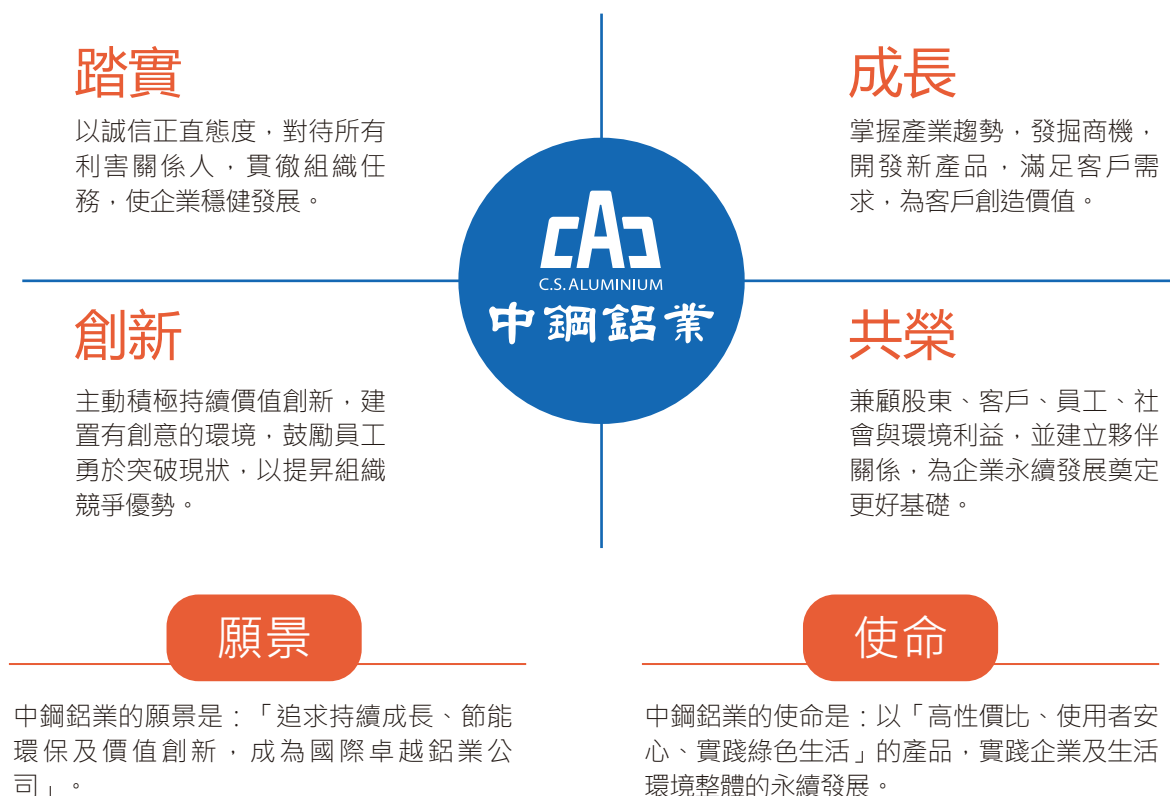 踏實
以誠信正直態度，對待所有
利害關係人，貫徹組織任
務，使企業穩健發展。
成長
掌握產業趨勢，發掘商機，
開發新產品，滿足客戶需
求，為客戶創造價值。
CAC
C.S.ALUMINIUM
中鋼鋁業
創新
主動積極持續價值創新，建
置有創意的環境，鼓勵員工
勇於突破現狀，以提昇組織
競爭優勢。
共榮
兼顧股東、客戶、員工、社
會與環境利益，並建立夥伴
關係，為企業永續發展奠定
更好基礎。
願景
中鋼鋁業的願景是：「追求持續成長、節能
環保及價值創新，成為國際卓越鋁業公
司」。
使命
中鋼鋁業的使命是：以「高性價比、使用者安
心、實踐綠色生活」的產品，實踐企業及生活
環境整體的永續發展。